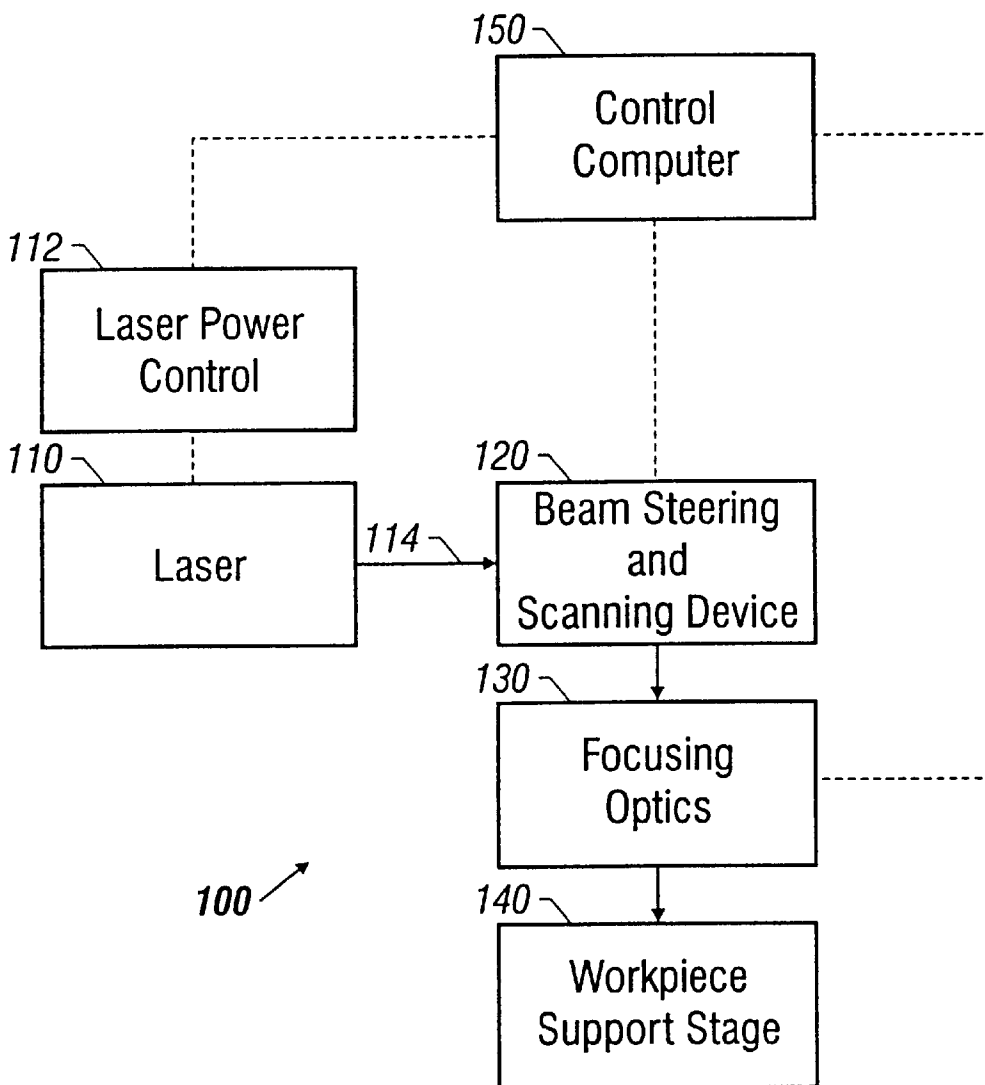 150
Control
Computer
112
Laser Power
Control
110
Laser
114
120
Beam Steering
and
Scanning Device
130
Focusing
Optics
100
140
Workpiece
Support Stage